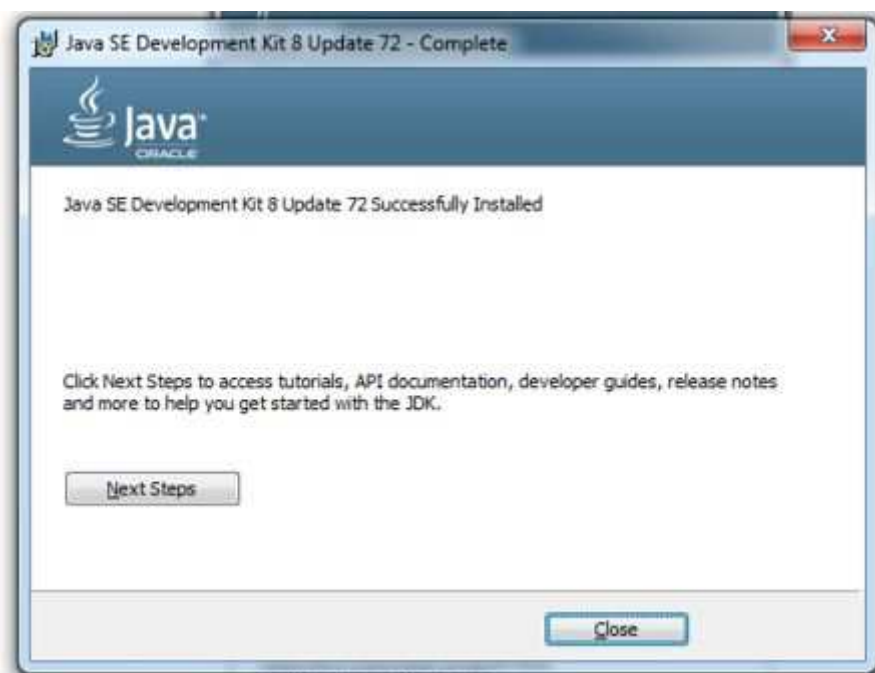 Java SE Development Kit 8 Update 72 - Complete
Java
ORACLE
Java SE Development Kit 8 Update 72 Successfully Installed
Click Next Steps to access tutorials, API documentation, developer guides, release notes
and more to help you get started with the JDK.
Next Steps
Close